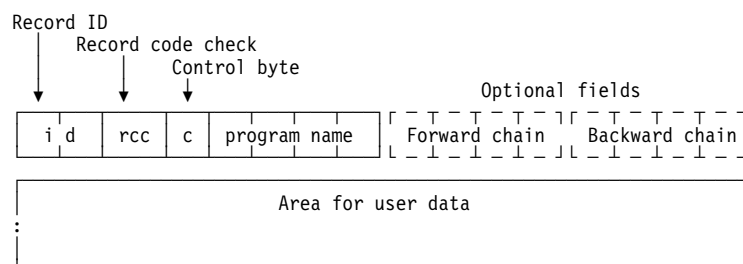 Record ID
Record code check
Control byte
Optional fields
i d rcc c program name Forward chain Backward chain
Area for user data
: